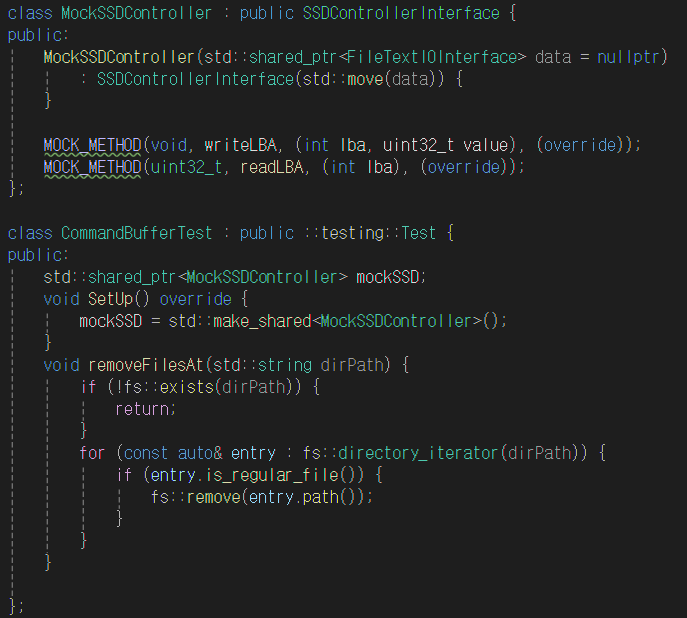 class MockSSDController : public SSDControllerInterface {
public:
    MockSSDController(std::shared_ptr<FileTextIOInterface> data = nullptr)
        : SSDControllerInterface(std::move(data)) {
    }

    MOCK_METHOD(void, writeLBA, (int lba, uint32_t value), (override));
    MOCK_METHOD(uint32_t, readLBA, (int lba), (override));
};

class CommandBufferTest : public ::testing::Test {
public:
    std::shared_ptr<MockSSDController> mockSSD;
    void SetUp() override {
        mockSSD = std::make_shared<MockSSDController>();
    }
    void removeFilesAt(std::string dirPath) {
        if (!fs::exists(dirPath)) {
            return;
        }
        for (const auto& entry : fs::directory_iterator(dirPath)) {
            if (entry.is_regular_file()) {
                fs::remove(entry.path());
            }
        }
    }

};